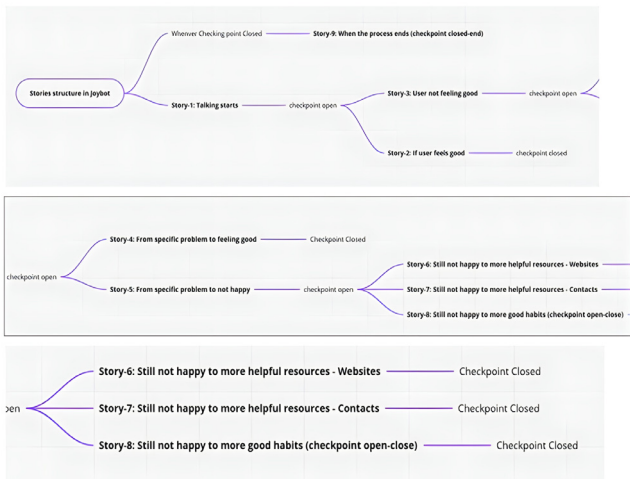 Whenver Checking point Closed
Story-9: When the process ends (checkpoint closed-end)
Stories structure in Joybot
Story-1: Talking starts
checkpoint open
Story-3: User not feeling good
checkpoint open
Story-2: If user feels good
checkpoint closed
Story-4: From specific problem to feeling good
Checkpoint Closed
checkpoint open
Story-5: From specific problem to not happy
checkpoint open
Story-6: Still not happy to more helpful resources - Websites
Story-7: Still not happy to more helpful resources - Contacts
Story-8: Still not happy to more good habits (checkpoint open-close)
Story-6: Still not happy to more helpful resources - Websites
Checkpoint Closed
pen
Story-7: Still not happy to more helpful resources - Contacts
Checkpoint Closed
Story-8: Still not happy to more good habits (checkpoint open-close)
Checkpoint Closed